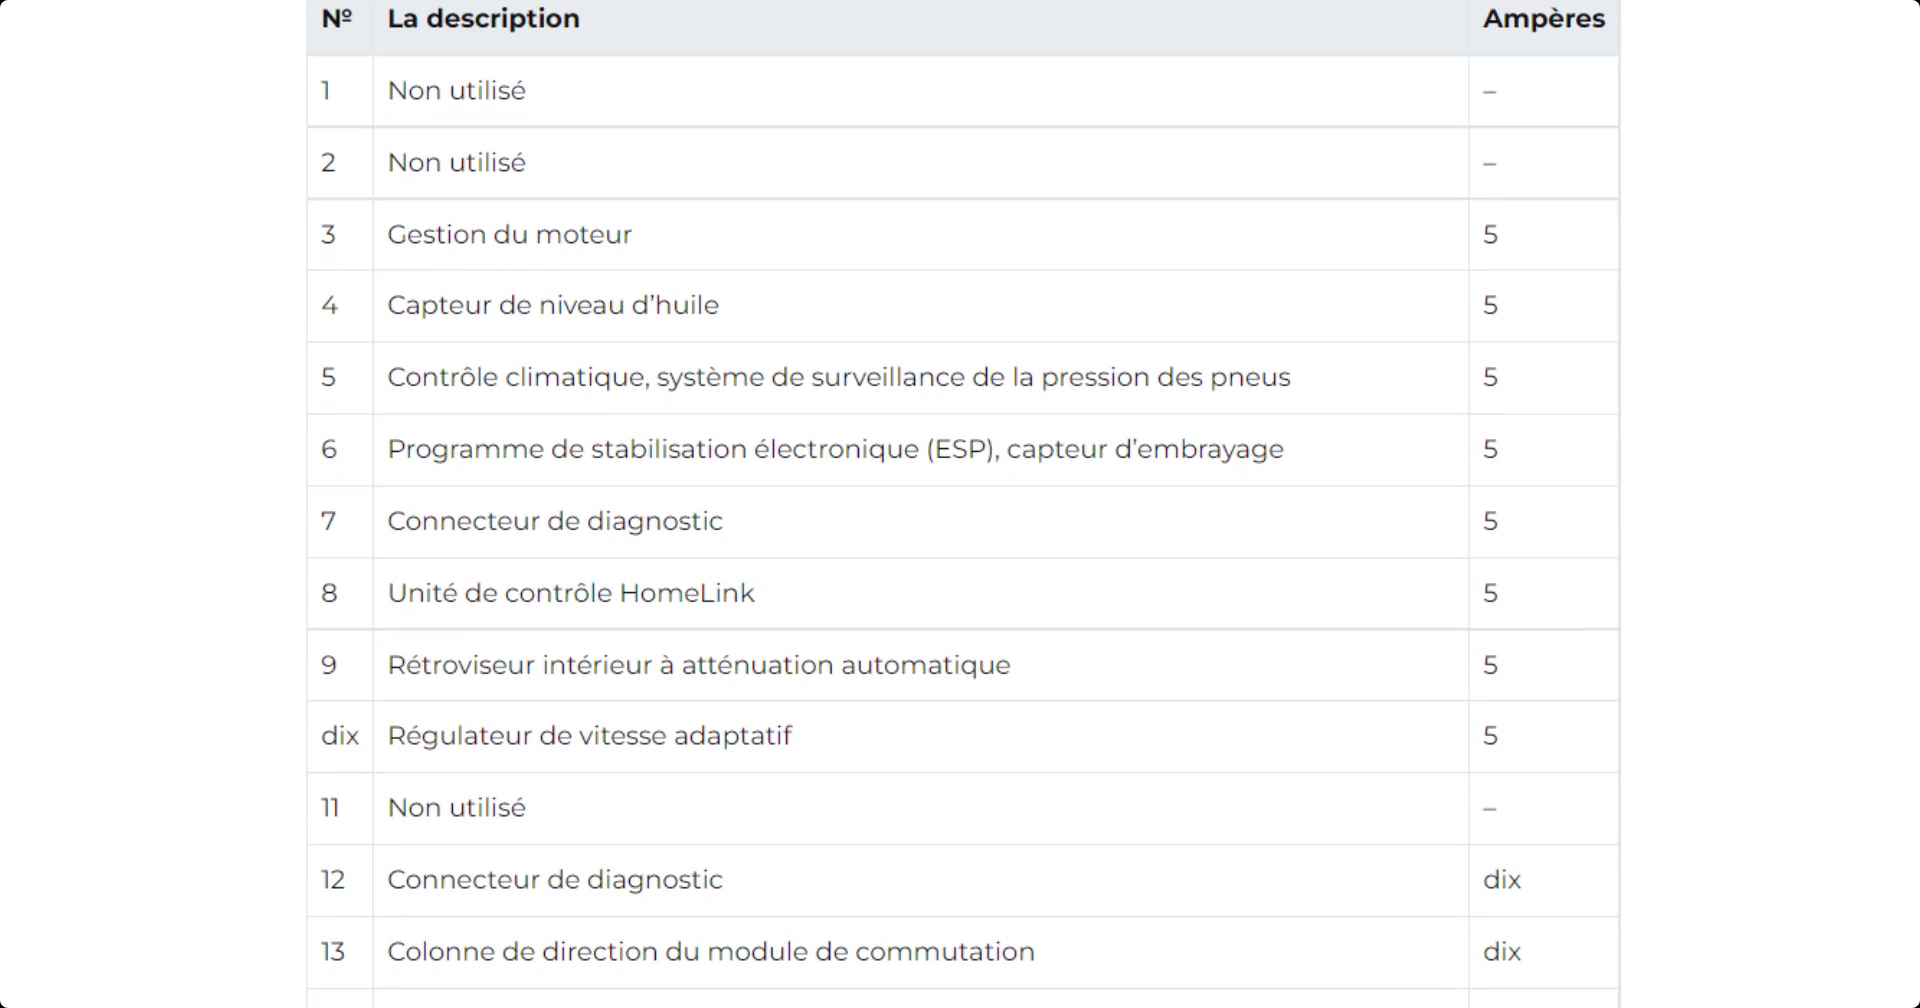 Nº La description Ampères
1 Non utilisé –
2 Non utilisé –
3 Gestion du moteur 5
4 Capteur de niveau d’huile 5
5 Contrôle climatique, système de surveillance de la pression des pneus 5
6 Programme de stabilisation électronique (ESP), capteur d’embrayage 5
7 Connecteur de diagnostic 5
8 Unité de contrôle HomeLink 5
9 Rétroviseur intérieur à atténuation automatique 5
dix Régulateur de vitesse adaptatif 5
11 Non utilisé –
12 Connecteur de diagnostic dix
13 Colonne de direction du module de commutation dix